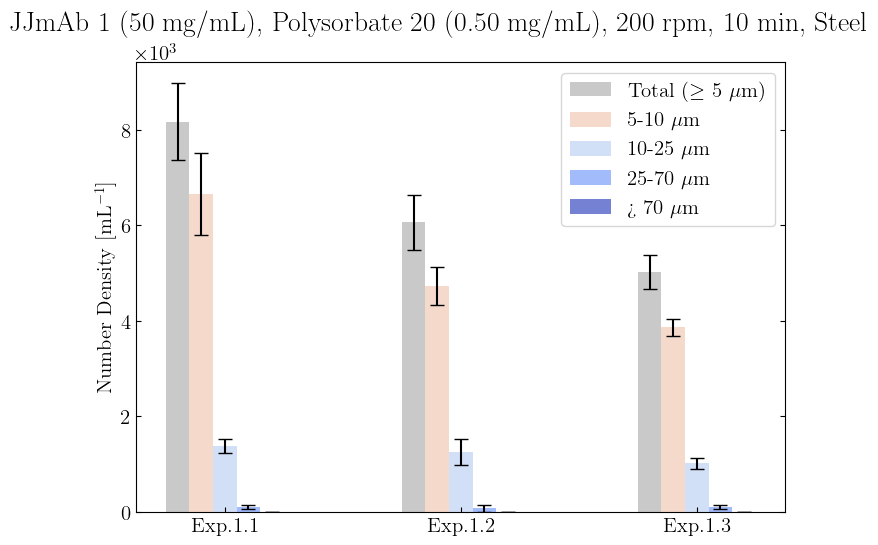 JJmAb 1 (50 mg/mL), Polysorbate 20 (0.50 mg/mL), 200 rpm, 10 min, Steel
×10³
Total (≥ 5 μm)
5-10 μm
10-25 μm
25-70 μm
¿ 70 μm
Number Density [mL⁻¹]
8
6
4
2
0
Exp.1.1
Exp.1.2
Exp.1.3